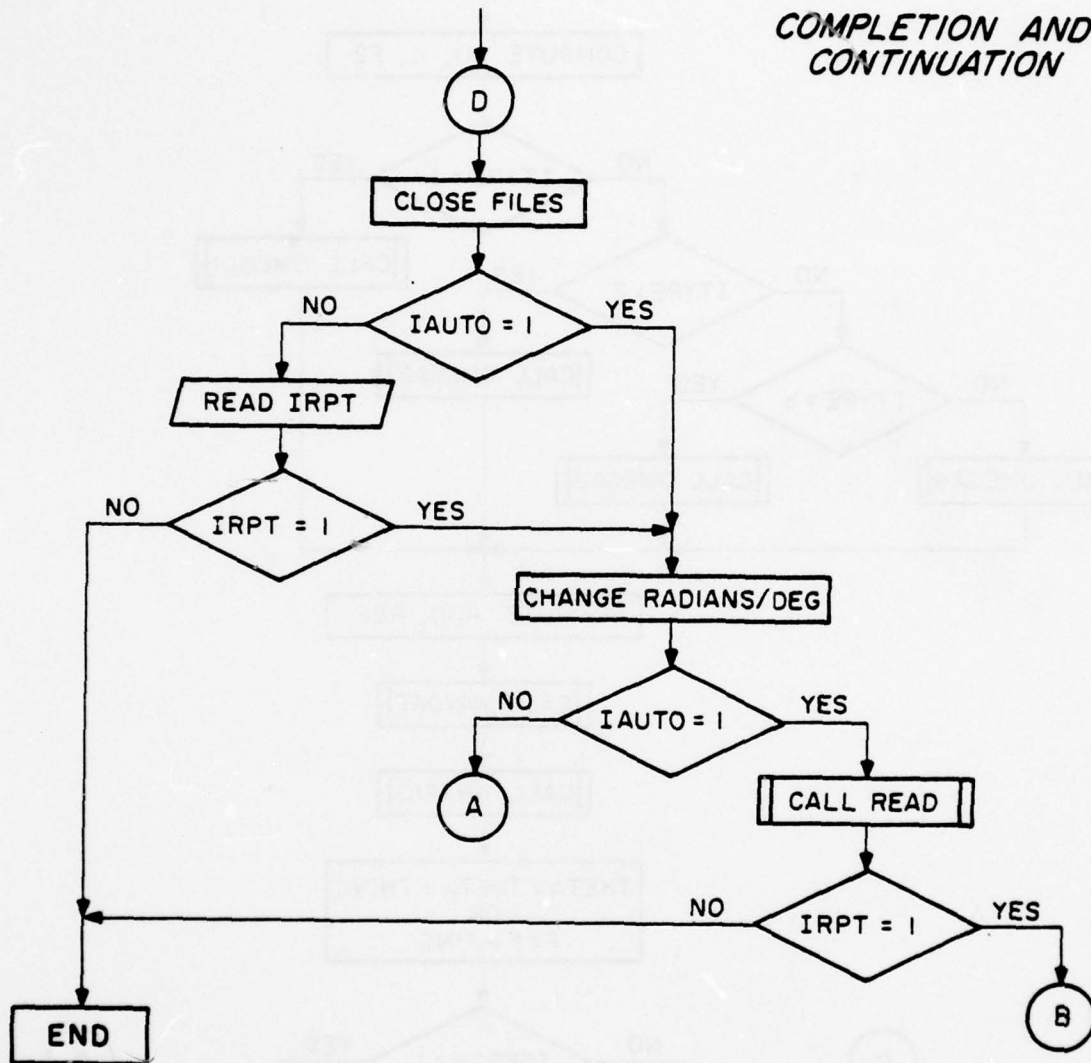 COMPLETION AND
CONTINUATION
D
CLOSE FILES
NO
IAUTO = 1
YES
READ IRPT
NO
IRPT = 1
YES
CHANGE RADIANS/DEG
NO
IAUTO = 1
YES
A
CALL READ
NO
IRPT = 1
YES
END
B